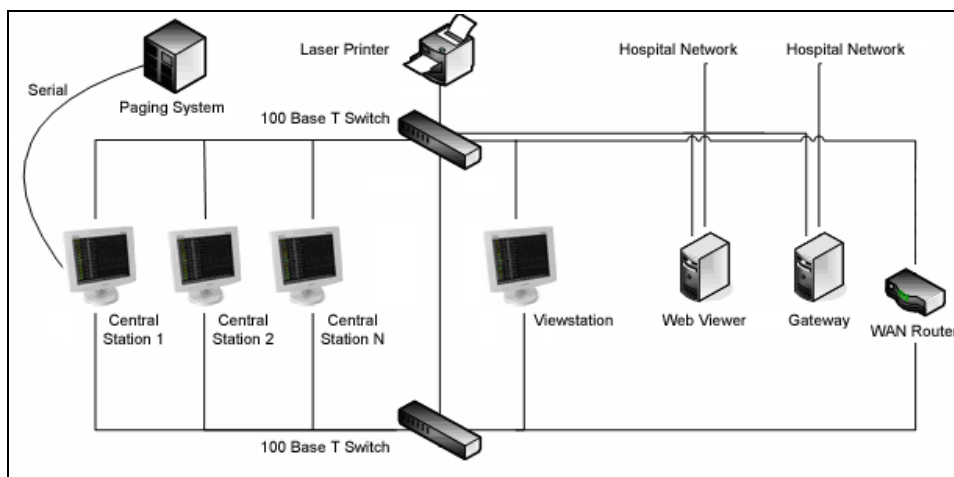 Laser Printer
Hospital Network
Hospital Network
Serial
Paging System
100 Base T Switch
Central
Station 1
Central
Station 2
Central
Station N
Viewstation
Web Viewer
Gateway
WAN Router
100 Base T Switch